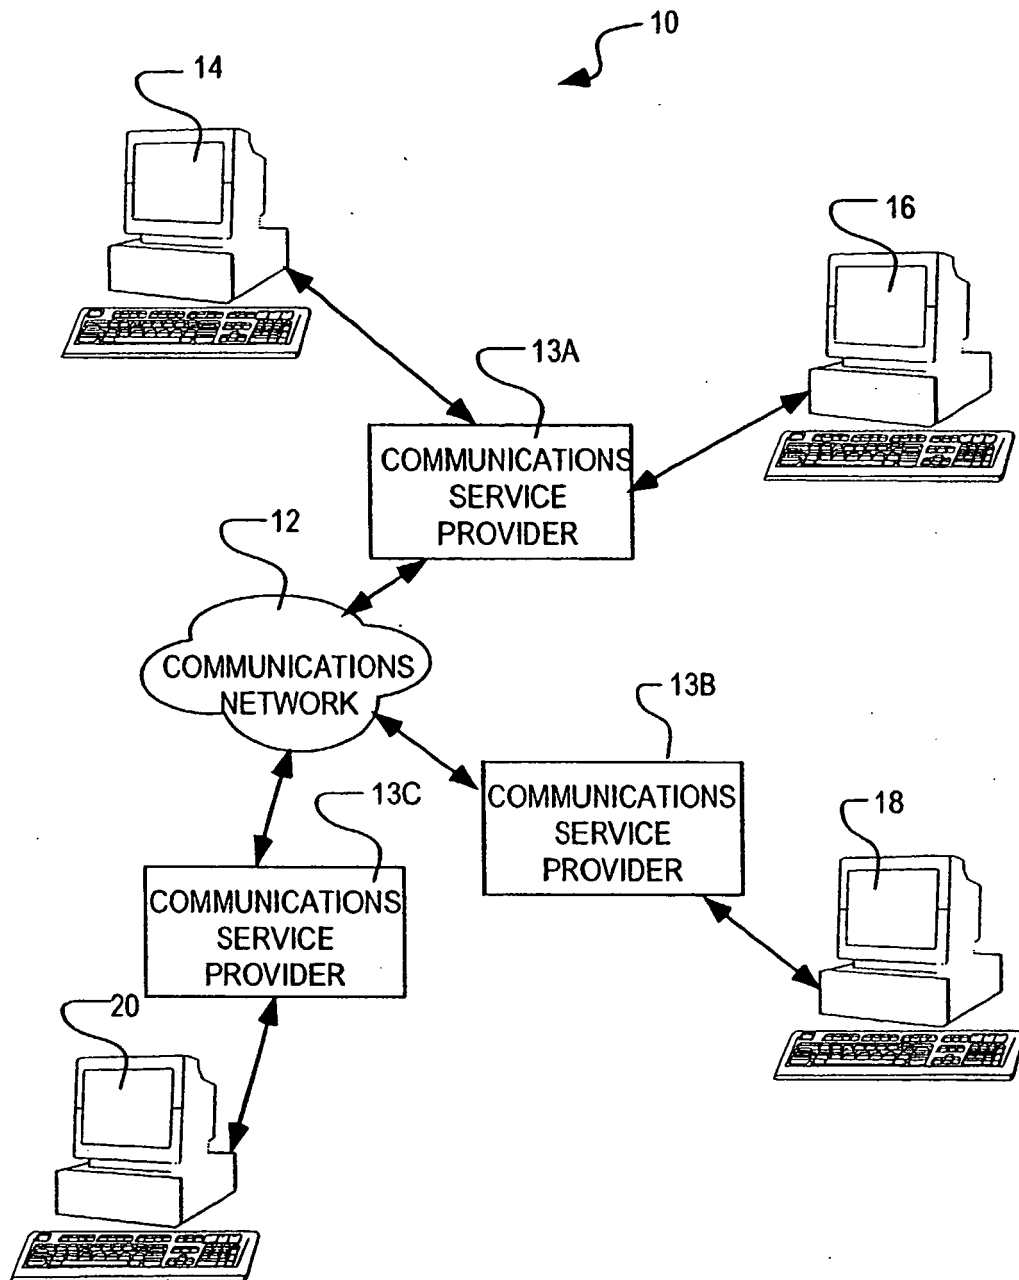 10
14
16
13A
COMMUNICATIONS
SERVICE
PROVIDER
12
COMMUNICATIONS
NETWORK
13B
COMMUNICATIONS
SERVICE
PROVIDER
13C
COMMUNICATIONS
SERVICE
PROVIDER
18
20